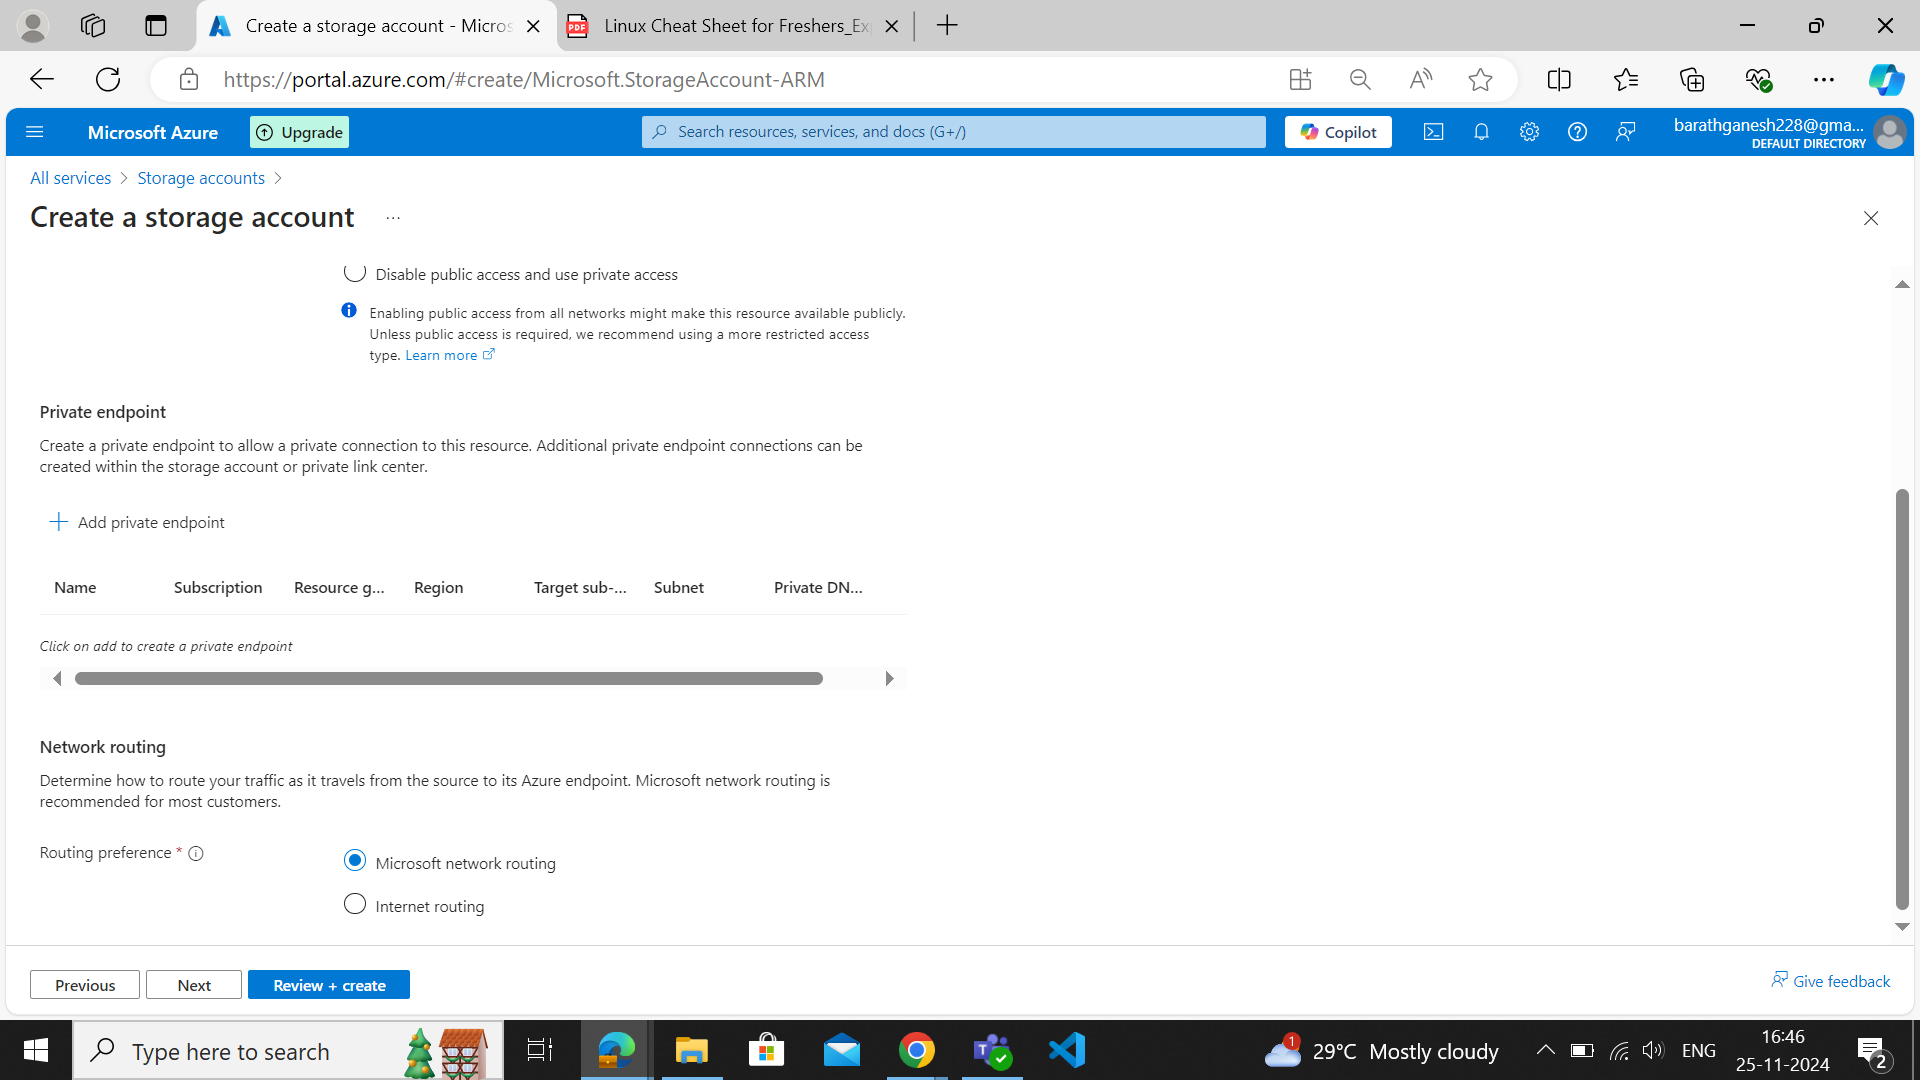 Create a storage account - Micros
Linux Cheat Sheet for Freshers_Ex
https://portal.azure.com/#create/Microsoft.StorageAccount-ARM
Microsoft Azure
Upgrade
Search resources, services, and docs (G+/)
Copilot
barathganesh228@gma...
DEFAULT DIRECTORY
All services > Storage accounts >
Create a storage account ...
Disable public access and use private access
Enabling public access from all networks might make this resource available publicly.
Unless public access is required, we recommend using a more restricted access
type. Learn more
Private endpoint
Create a private endpoint to allow a private connection to this resource. Additional private endpoint connections can be
created within the storage account or private link center.
Add private endpoint
Name Subscription Resource g... Region Target sub-... Subnet Private DN...
Click on add to create a private endpoint
Network routing
Determine how to route your traffic as it travels from the source to its Azure endpoint. Microsoft network routing is
recommended for most customers.
Routing preference *
Microsoft network routing
Internet routing
Previous
Next
Review + create
Give feedback
Type here to search
1
29°C Mostly cloudy
ENG
16:46
25-11-2024
2